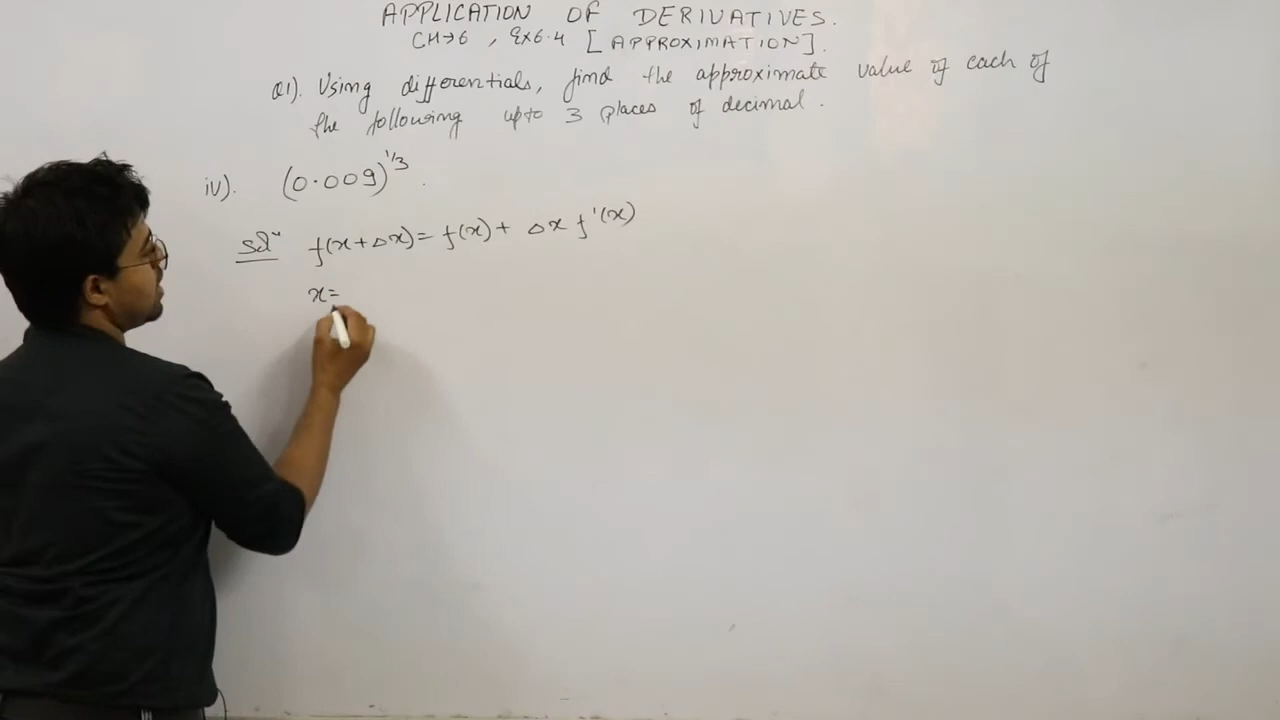 APPLICATION OF DERIVATIVES.
CH→6 , Ex6.4 [APPROXIMATION].
Q1). Using differentials, find the approximate value of each of
the following upto 3 places of decimal.
iv). (0.009)^1/3.
Solⁿ f(x+Δx)=f(x)+ Δx f'(x)
x=